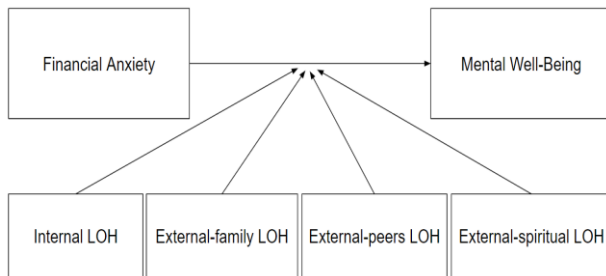 Financial Anxiety
Mental Well-Being
Internal LOH
External-family LOH
External-peers LOH
External-spiritual LOH